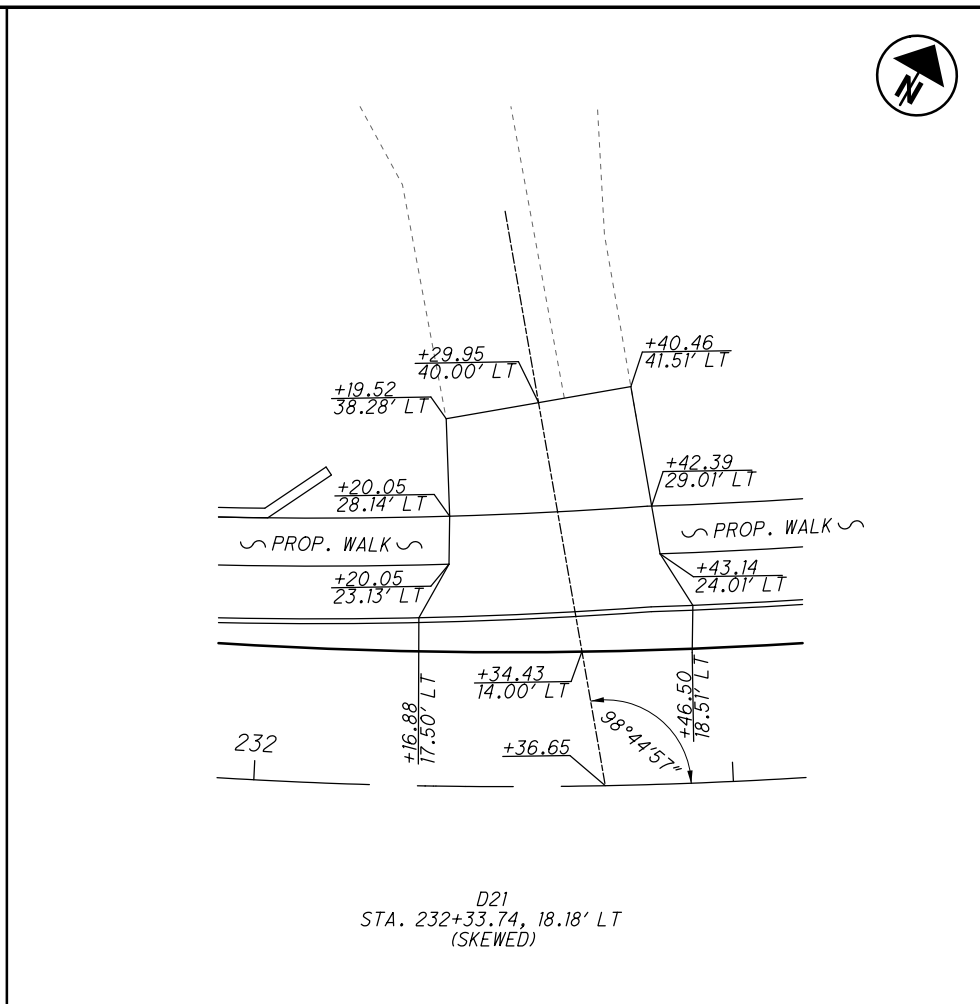 N
+29.95
40.00' LT
+40.46
41.51' LT
+19.52
38.28' LT
+42.39
29.01' LT
+20.05
28.14' LT
PROP. WALK
PROP. WALK
+20.05
23.13' LT
+43.14
24.01' LT
+34.43
14.00' LT
+16.88
17.50' LT
+46.50
18.51' LT
98°44'57"
232
+36.65
D21
STA. 232+33.74, 18.18' LT
(SKEWED)